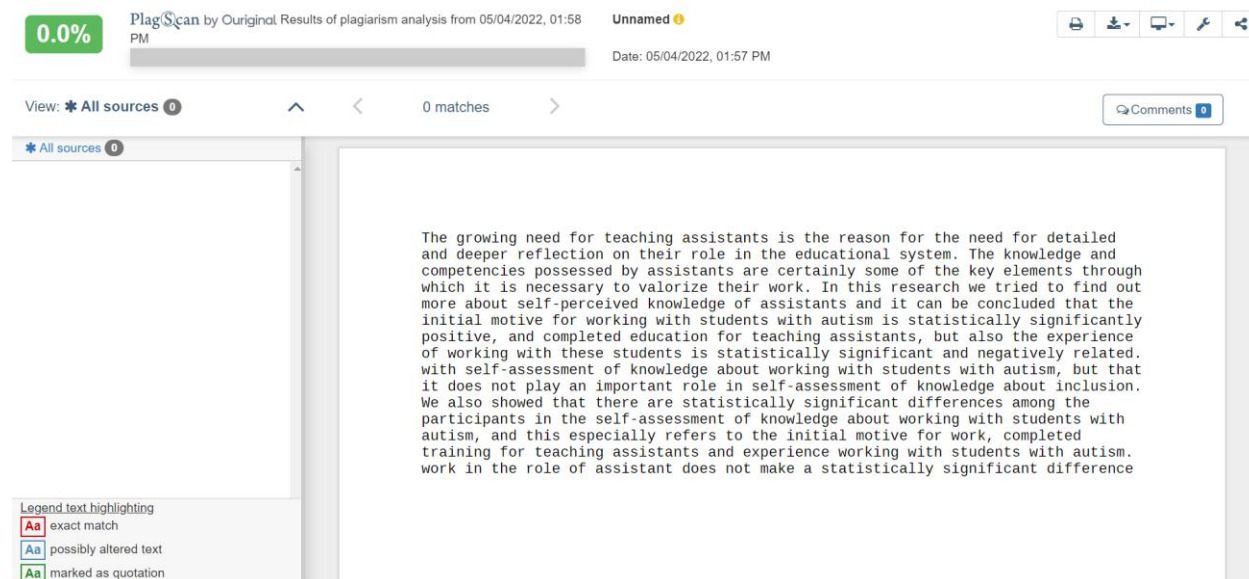 0.0%
PlagScan by Ouriginal Results of plagiarism analysis from 05/04/2022, 01:58
PM
Unnamed
Date: 05/04/2022, 01:57 PM
View: ✱ All sources 0
0 matches
Comments 0
✱ All sources 0
The growing need for teaching assistants is the reason for the need for detailed
and deeper reflection on their role in the educational system. The knowledge and
competencies possessed by assistants are certainly some of the key elements through
which it is necessary to valorize their work. In this research we tried to find out
more about self-perceived knowledge of assistants and it can be concluded that the
initial motive for working with students with autism is statistically significantly
positive, and completed education for teaching assistants, but also the experience
of working with these students is statistically significant and negatively related.
with self-assessment of knowledge about working with students with autism, but that
it does not play an important role in self-assessment of knowledge about inclusion.
We also showed that there are statistically significant differences among the
participants in the self-assessment of knowledge about working with students with
autism, and this especially refers to the initial motive for work, completed
training for teaching assistants and experience working with students with autism.
work in the role of assistant does not make a statistically significant difference
Legend text highlighting
Aa exact match
Aa possibly altered text
Aa marked as quotation